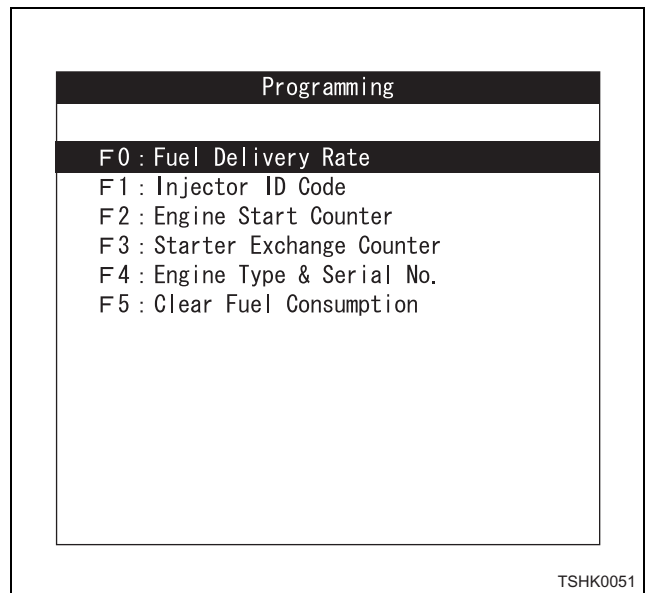 Programming
F0:Fuel Delivery Rate
F1:Injector ID Code
F2:Engine Start Counter
F3:Starter Exchange Counter
F4:Engine Type & Serial No.
F5:Clear Fuel Consumption
TSHK0051